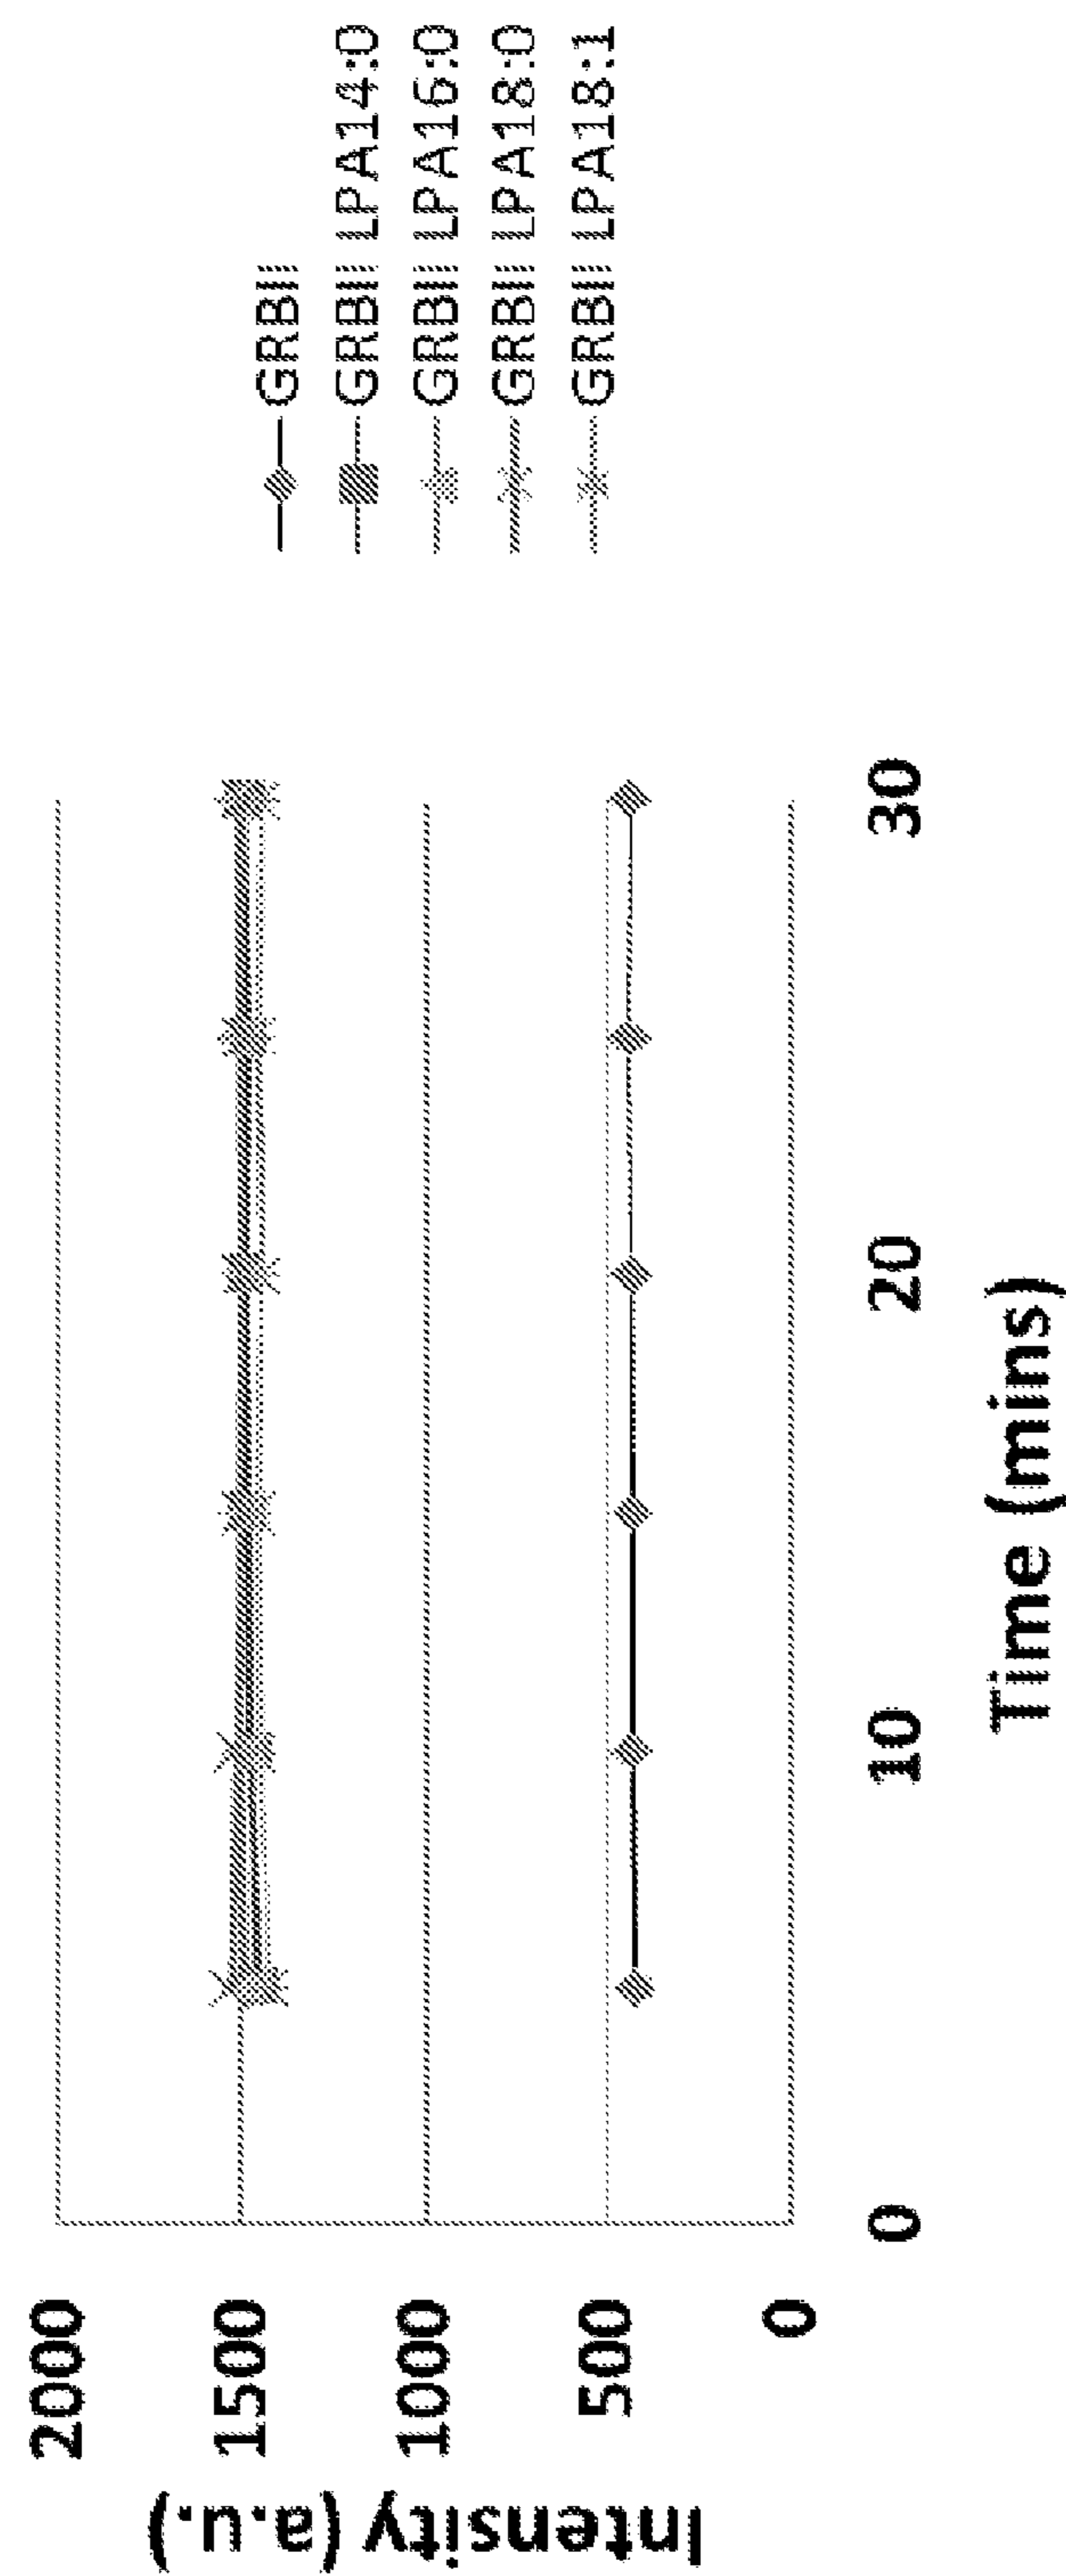 Intensity (a.u.)
2000
1500
1000
500
0
0
10
20
30
Time (mins)
GRBII
GRBII LPA14:0
GRBII LPA16:0
GRBII LPA18:0
GRBII LPA18:1